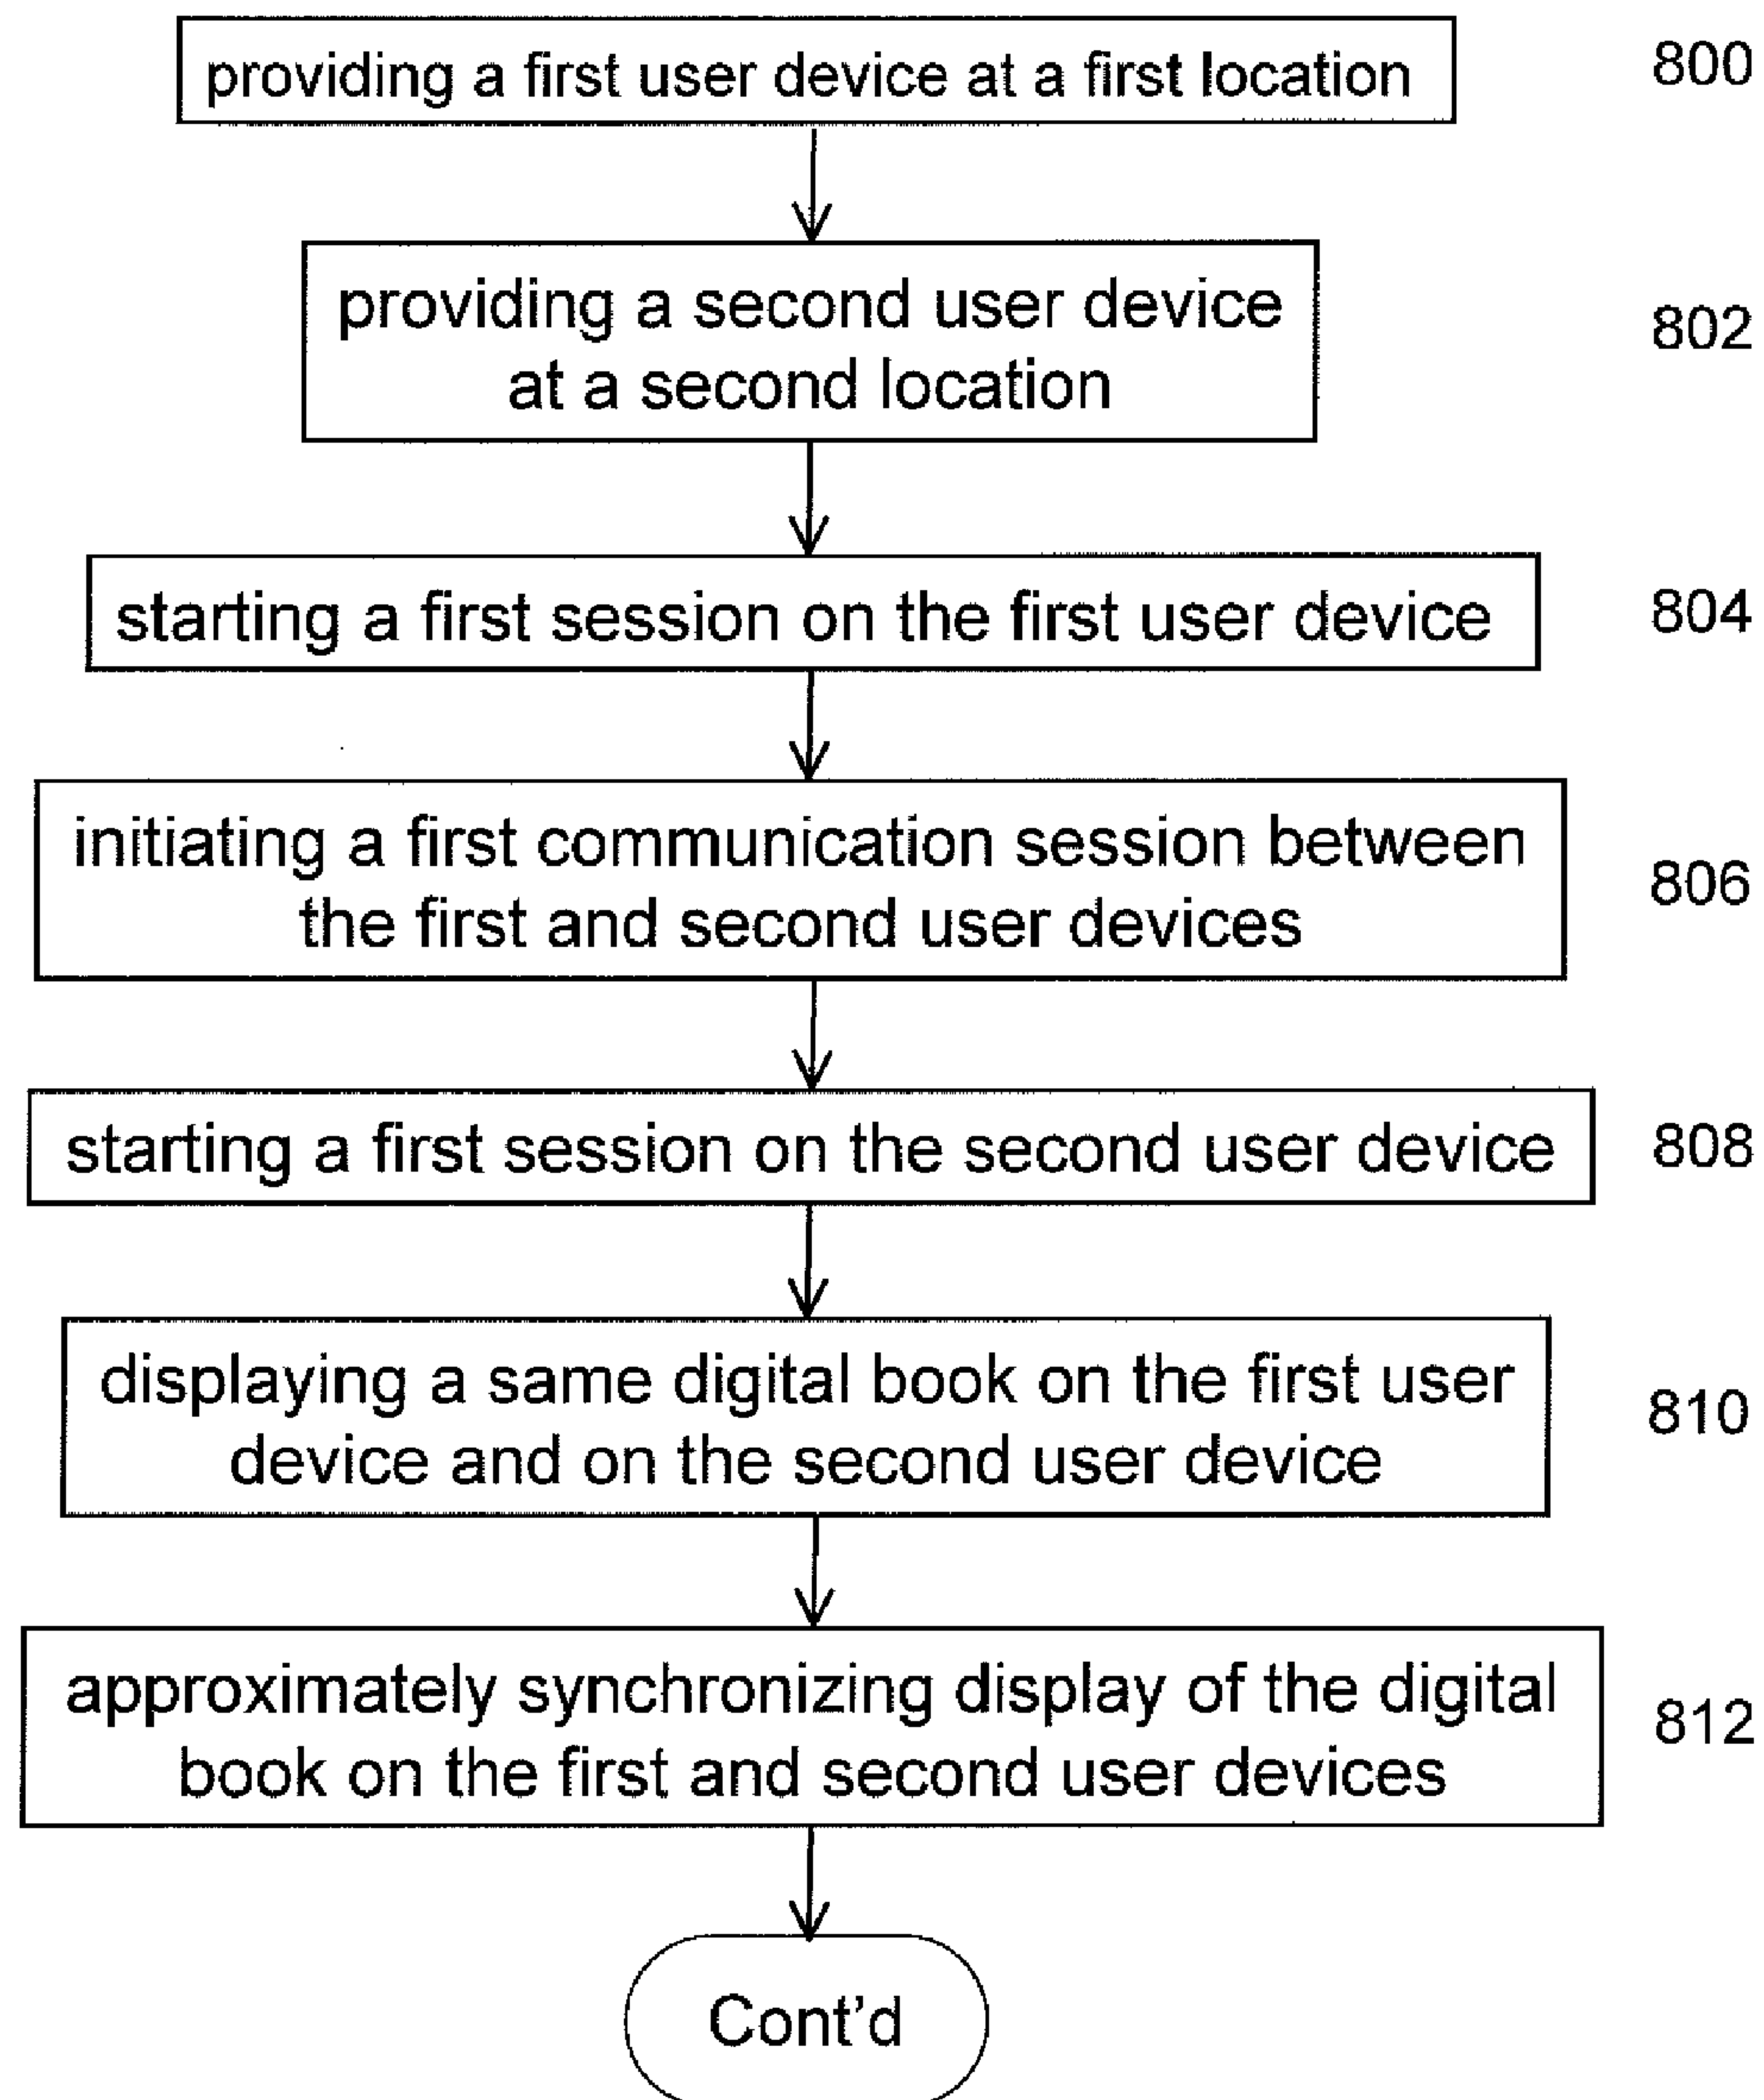 providing a first user device at a first location
800
providing a second user device
at a second location
802
starting a first session on the first user device
804
initiating a first communication session between
the first and second user devices
806
starting a first session on the second user device
808
displaying a same digital book on the first user
device and on the second user device
810
approximately synchronizing display of the digital
book on the first and second user devices
812
Cont'd